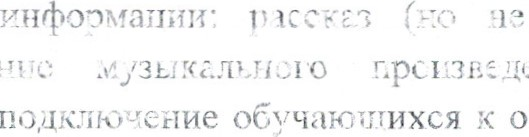 информации: рассказ (но не
ние музыкального произведе
подключение обучающихся к о